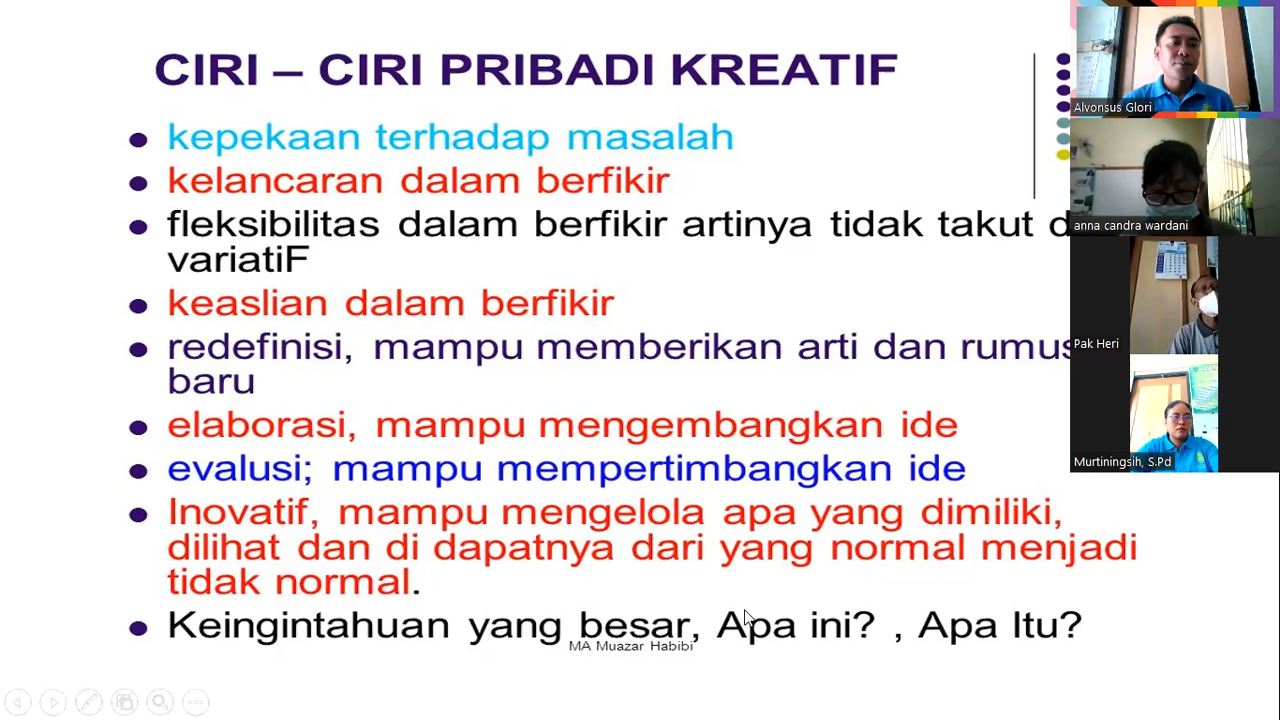 CIRI – CIRI PRIBADI KREATIF
kepekaan terhadap masalah
kelancaran dalam berfikir
fleksibilitas dalam berfikir artinya tidak takut
variatiF
keaslian dalam berfikir
redefinisi, mampu memberikan arti dan
baru
elaborasi, mampu mengembangkan ide
evalusi; mampu mempertimbangkan ide
Inovatif, mampu mengelola apa yang dimiliki,
dilihat dan di dapatnya dari yang normal menjadi
tidak normal.
Keingintahuan yang besar, Apa ini? , Apa Itu?
MA Muazar Habibi
Alvonsus Glori
anna candra wardani
Pak Heri
Murtiningsih, S.Pd